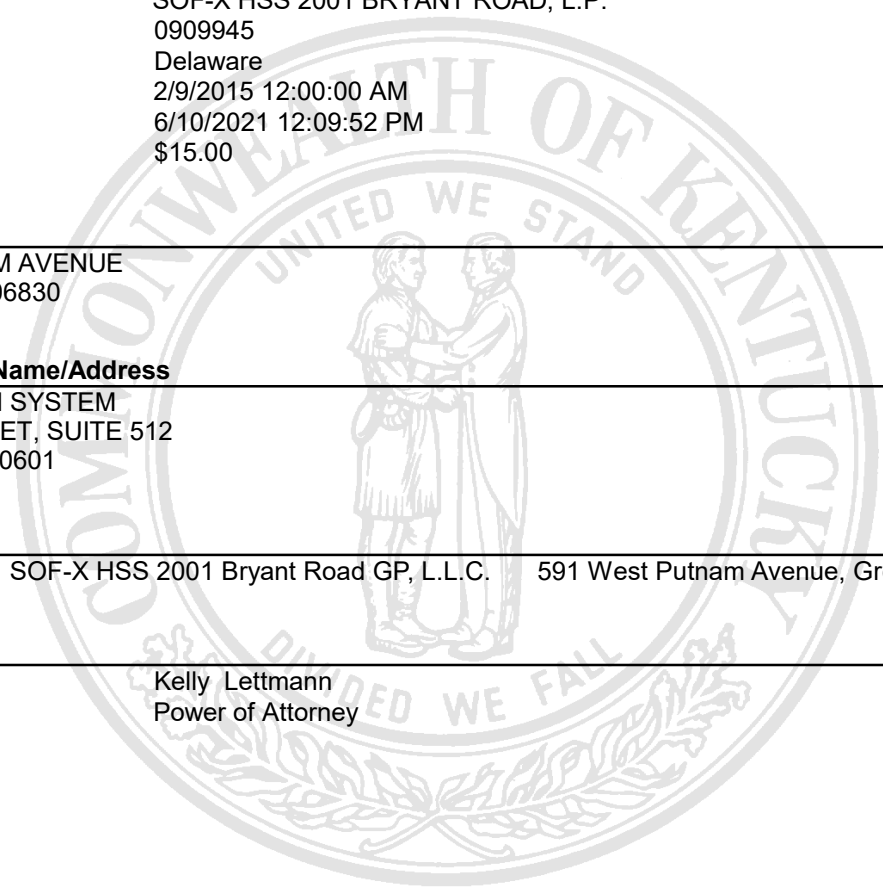 SOF-X HSS 2001 BRYANT ROAD, L.P.
0909945
Delaware
2/9/2015 12:00:00 AM
6/10/2021 12:09:52 PM
$15.00
COMMONWEALTH OF KENTUCKY
UNITED WE STAND
M AVENUE
06830
Name/Address
SYSTEM
ET, SUITE 512
0601
SOF-X HSS 2001 Bryant Road GP, L.L.C. 591 West Putnam Avenue, Gr
DIVIDED WE FALL
Kelly Lettmann
Power of Attorney